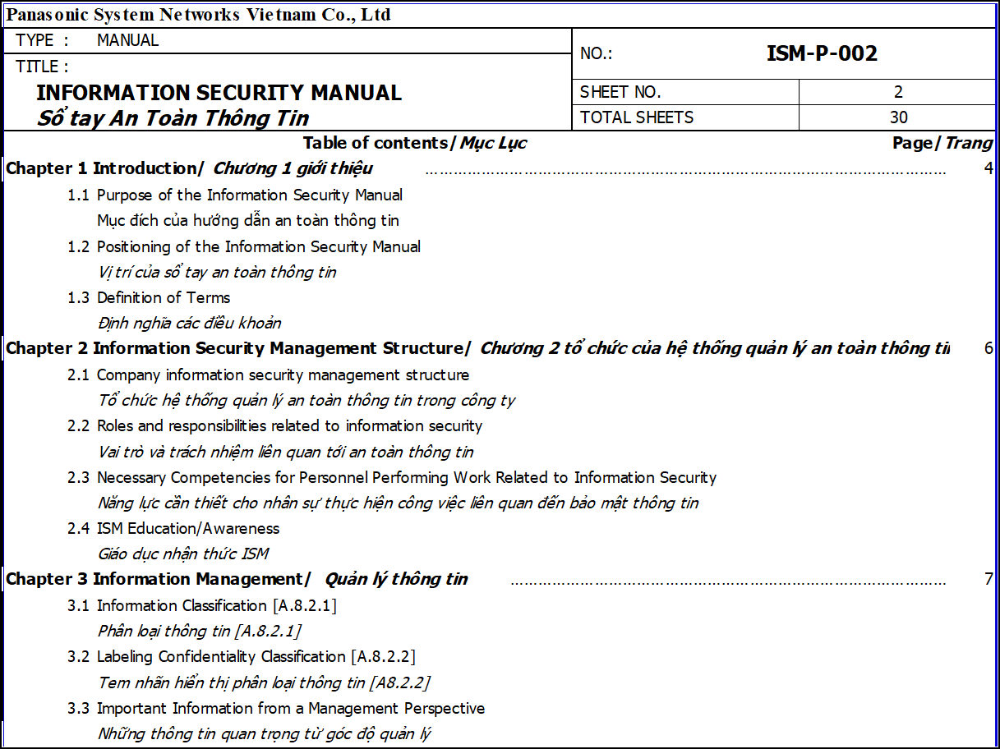 Panasonic System Networks Vietnam Co., Ltd
TYPE : MANUAL
NO.: ISM-P-002
TITLE :
INFORMATION SECURITY MANUAL
Sổ tay An Toàn Thông Tin
SHEET NO. 2
TOTAL SHEETS 30
Table of contents/Mục Lục Page/Trang
Chapter 1 Introduction/ Chương 1 giới thiệu ........................................ 4
1.1 Purpose of the Information Security Manual
Mục đích của hướng dẫn an toàn thông tin
1.2 Positioning of the Information Security Manual
Vị trí của sổ tay an toàn thông tin
1.3 Definition of Terms
Định nghĩa các điều khoản
Chapter 2 Information Security Management Structure/ Chương 2 tổ chức của hệ thống quản lý an toàn thông tin 6
2.1 Company information security management structure
Tổ chức hệ thống quản lý an toàn thông tin trong công ty
2.2 Roles and responsibilities related to information security
Vai trò và trách nhiệm liên quan tới an toàn thông tin
2.3 Necessary Competencies for Personnel Performing Work Related to Information Security
Năng lực cần thiết cho nhân sự thực hiện công việc liên quan đến bảo mật thông tin
2.4 ISM Education/Awareness
Giáo dục nhận thức ISM
Chapter 3 Information Management/ Quản lý thông tin ........................................ 7
3.1 Information Classification [A.8.2.1]
Phân loại thông tin [A.8.2.1]
3.2 Labeling Confidentiality Classification [A.8.2.2]
Tem nhãn hiển thị phân loại thông tin [A8.2.2]
3.3 Important Information from a Management Perspective
Những thông tin quan trọng từ góc độ quản lý